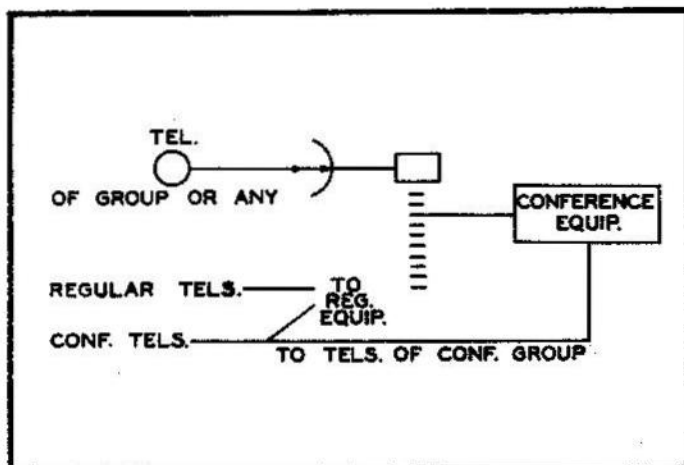 TEL.
OF GROUP OR ANY
CONFERENCE
EQUIP.
REGULAR TELS.
TO
REG.
EQUIP.
CONF. TELS.
TO TELS. OF CONF. GROUP